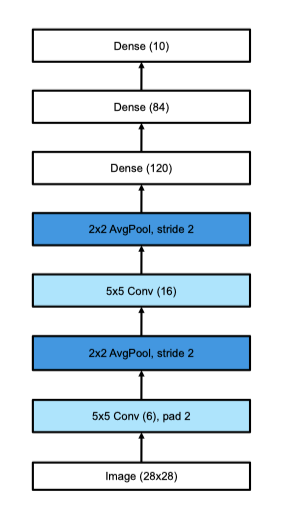 Dense (10)
Dense (84)
Dense (120)
2x2 AvgPool, stride 2
5x5 Conv (16)
2x2 AvgPool, stride 2
5x5 Conv (6), pad 2
Image (28x28)